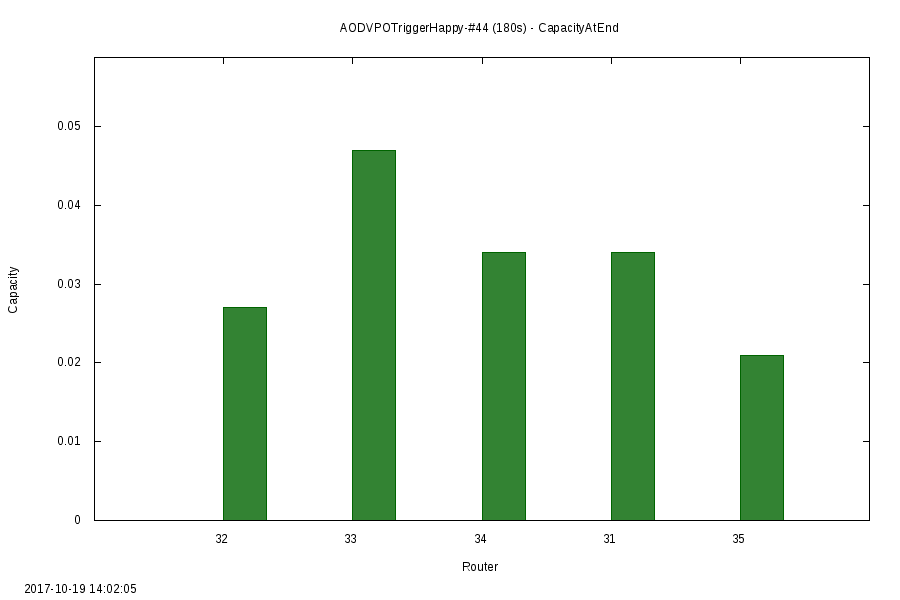 AODVPOTriggerHappy-#44 (180s) - CapacityAtEnd
0.05
0.04
0.03
0.02
0.01
0
Capacity
32 33 34 31 35
Router
2017-10-19 14:02:05